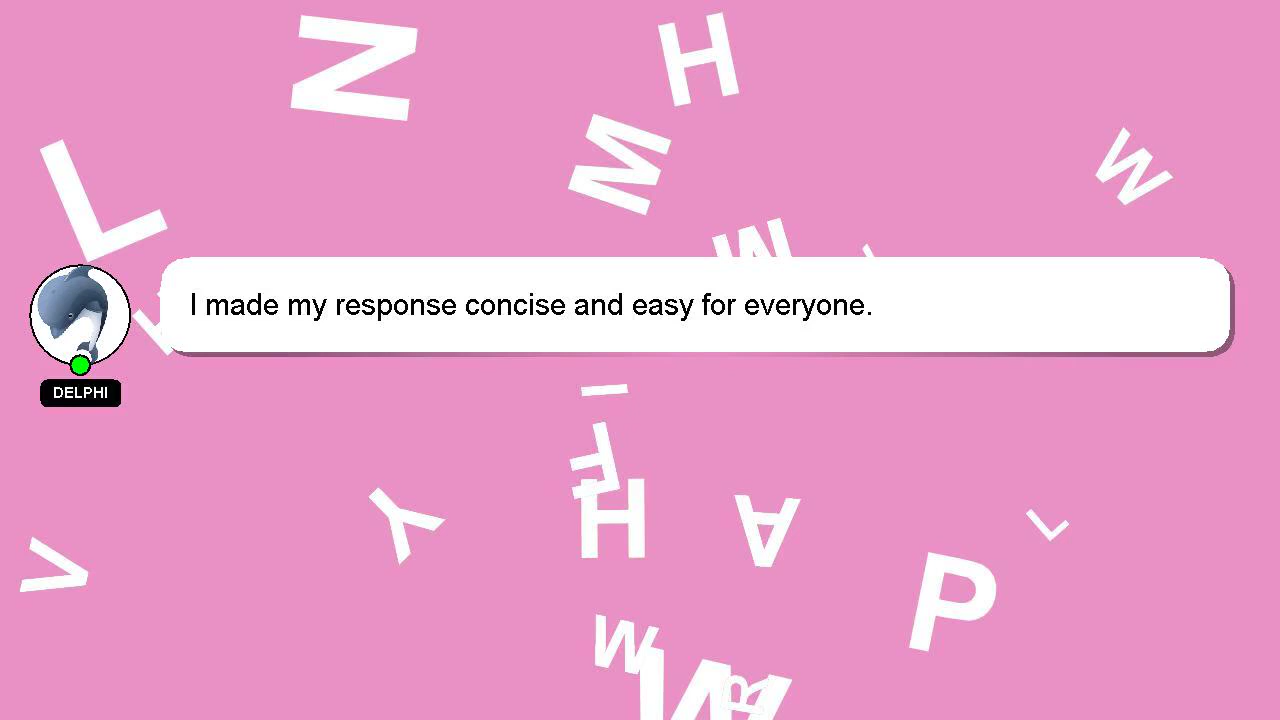 N
H
M
W
L
W
I made my response concise and easy for everyone.
DELPHI
I
F
H
A
Y
L
V
P
W
W
R